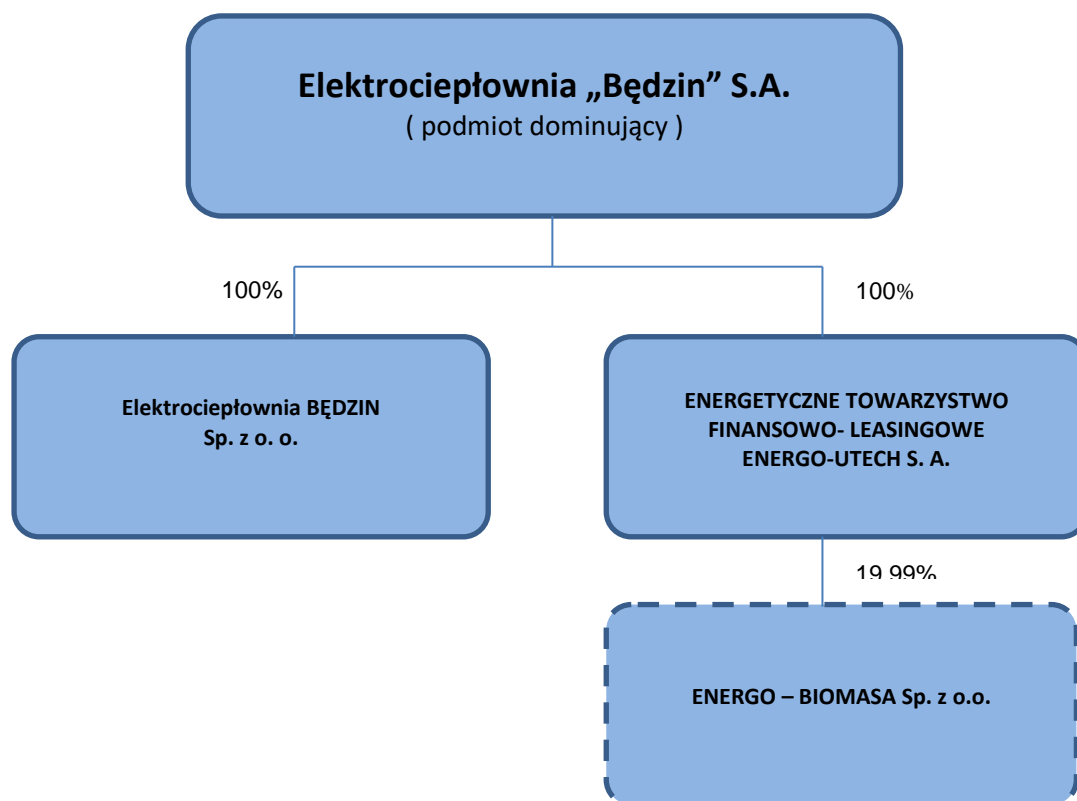 Elektrociepłownia „Będzin” S.A.
( podmiot dominujący )
100%
100%
Elektrociepłownia BĘDZIN
Sp. z o. o.
ENERGETYCZNE TOWARZYSTWO
FINANSOWO- LEASINGOWE
ENERGO-UTECH S. A.
19,99%
ENERGO – BIOMASA Sp. z o.o.